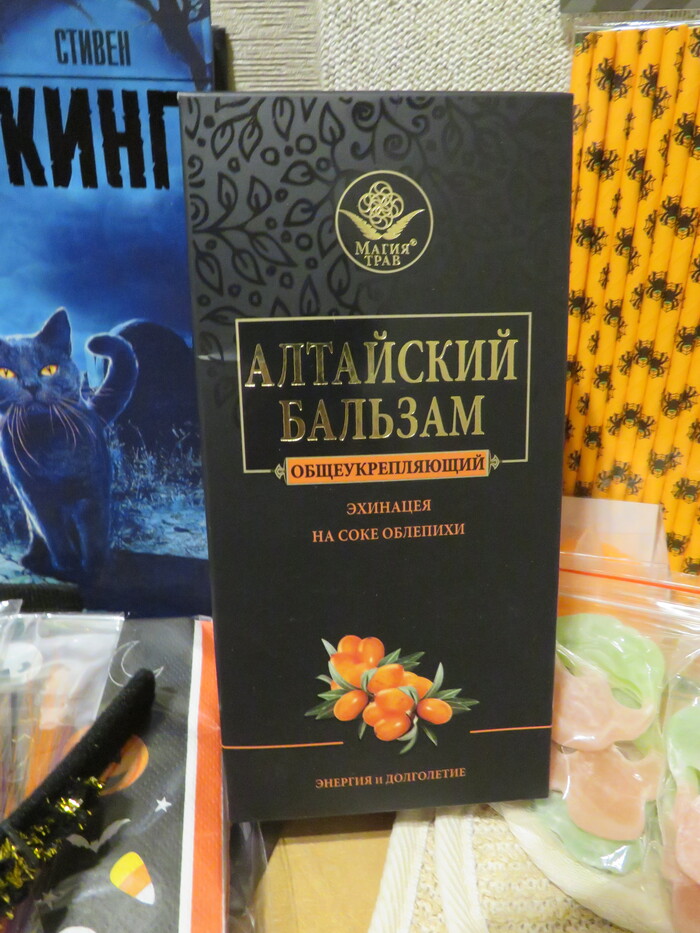 СТИВЕН
КИНГ
МАГИЯ®
ТРАВ
АЛТАЙСКИЙ
БАЛЬЗАМ
ОБЩЕУКРЕПЛЯЮЩИЙ
ЭХИНАЦЕЯ
НА СОКЕ ОБЛЕПИХИ
ЭНЕРГИЯ и ДОЛГОЛЕТИЕ